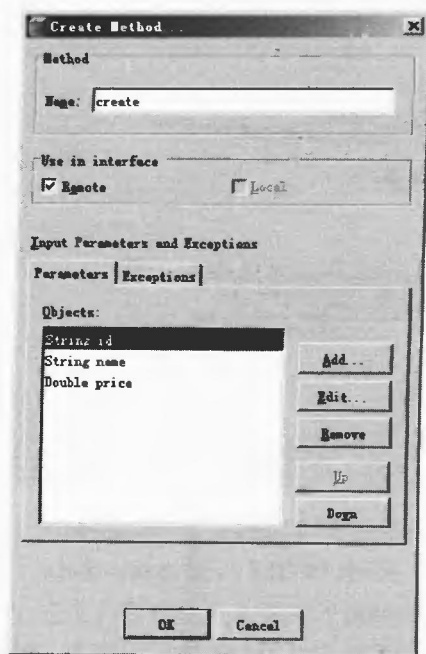 Create Method...
Method
Name: create
Use in interface
Remote
Local
Input Parameters and Exceptions
Parameters Exceptions
Objects:
String id
String name
Double price
Add...
Edit...
Remove
Up
Down
OK Cancel